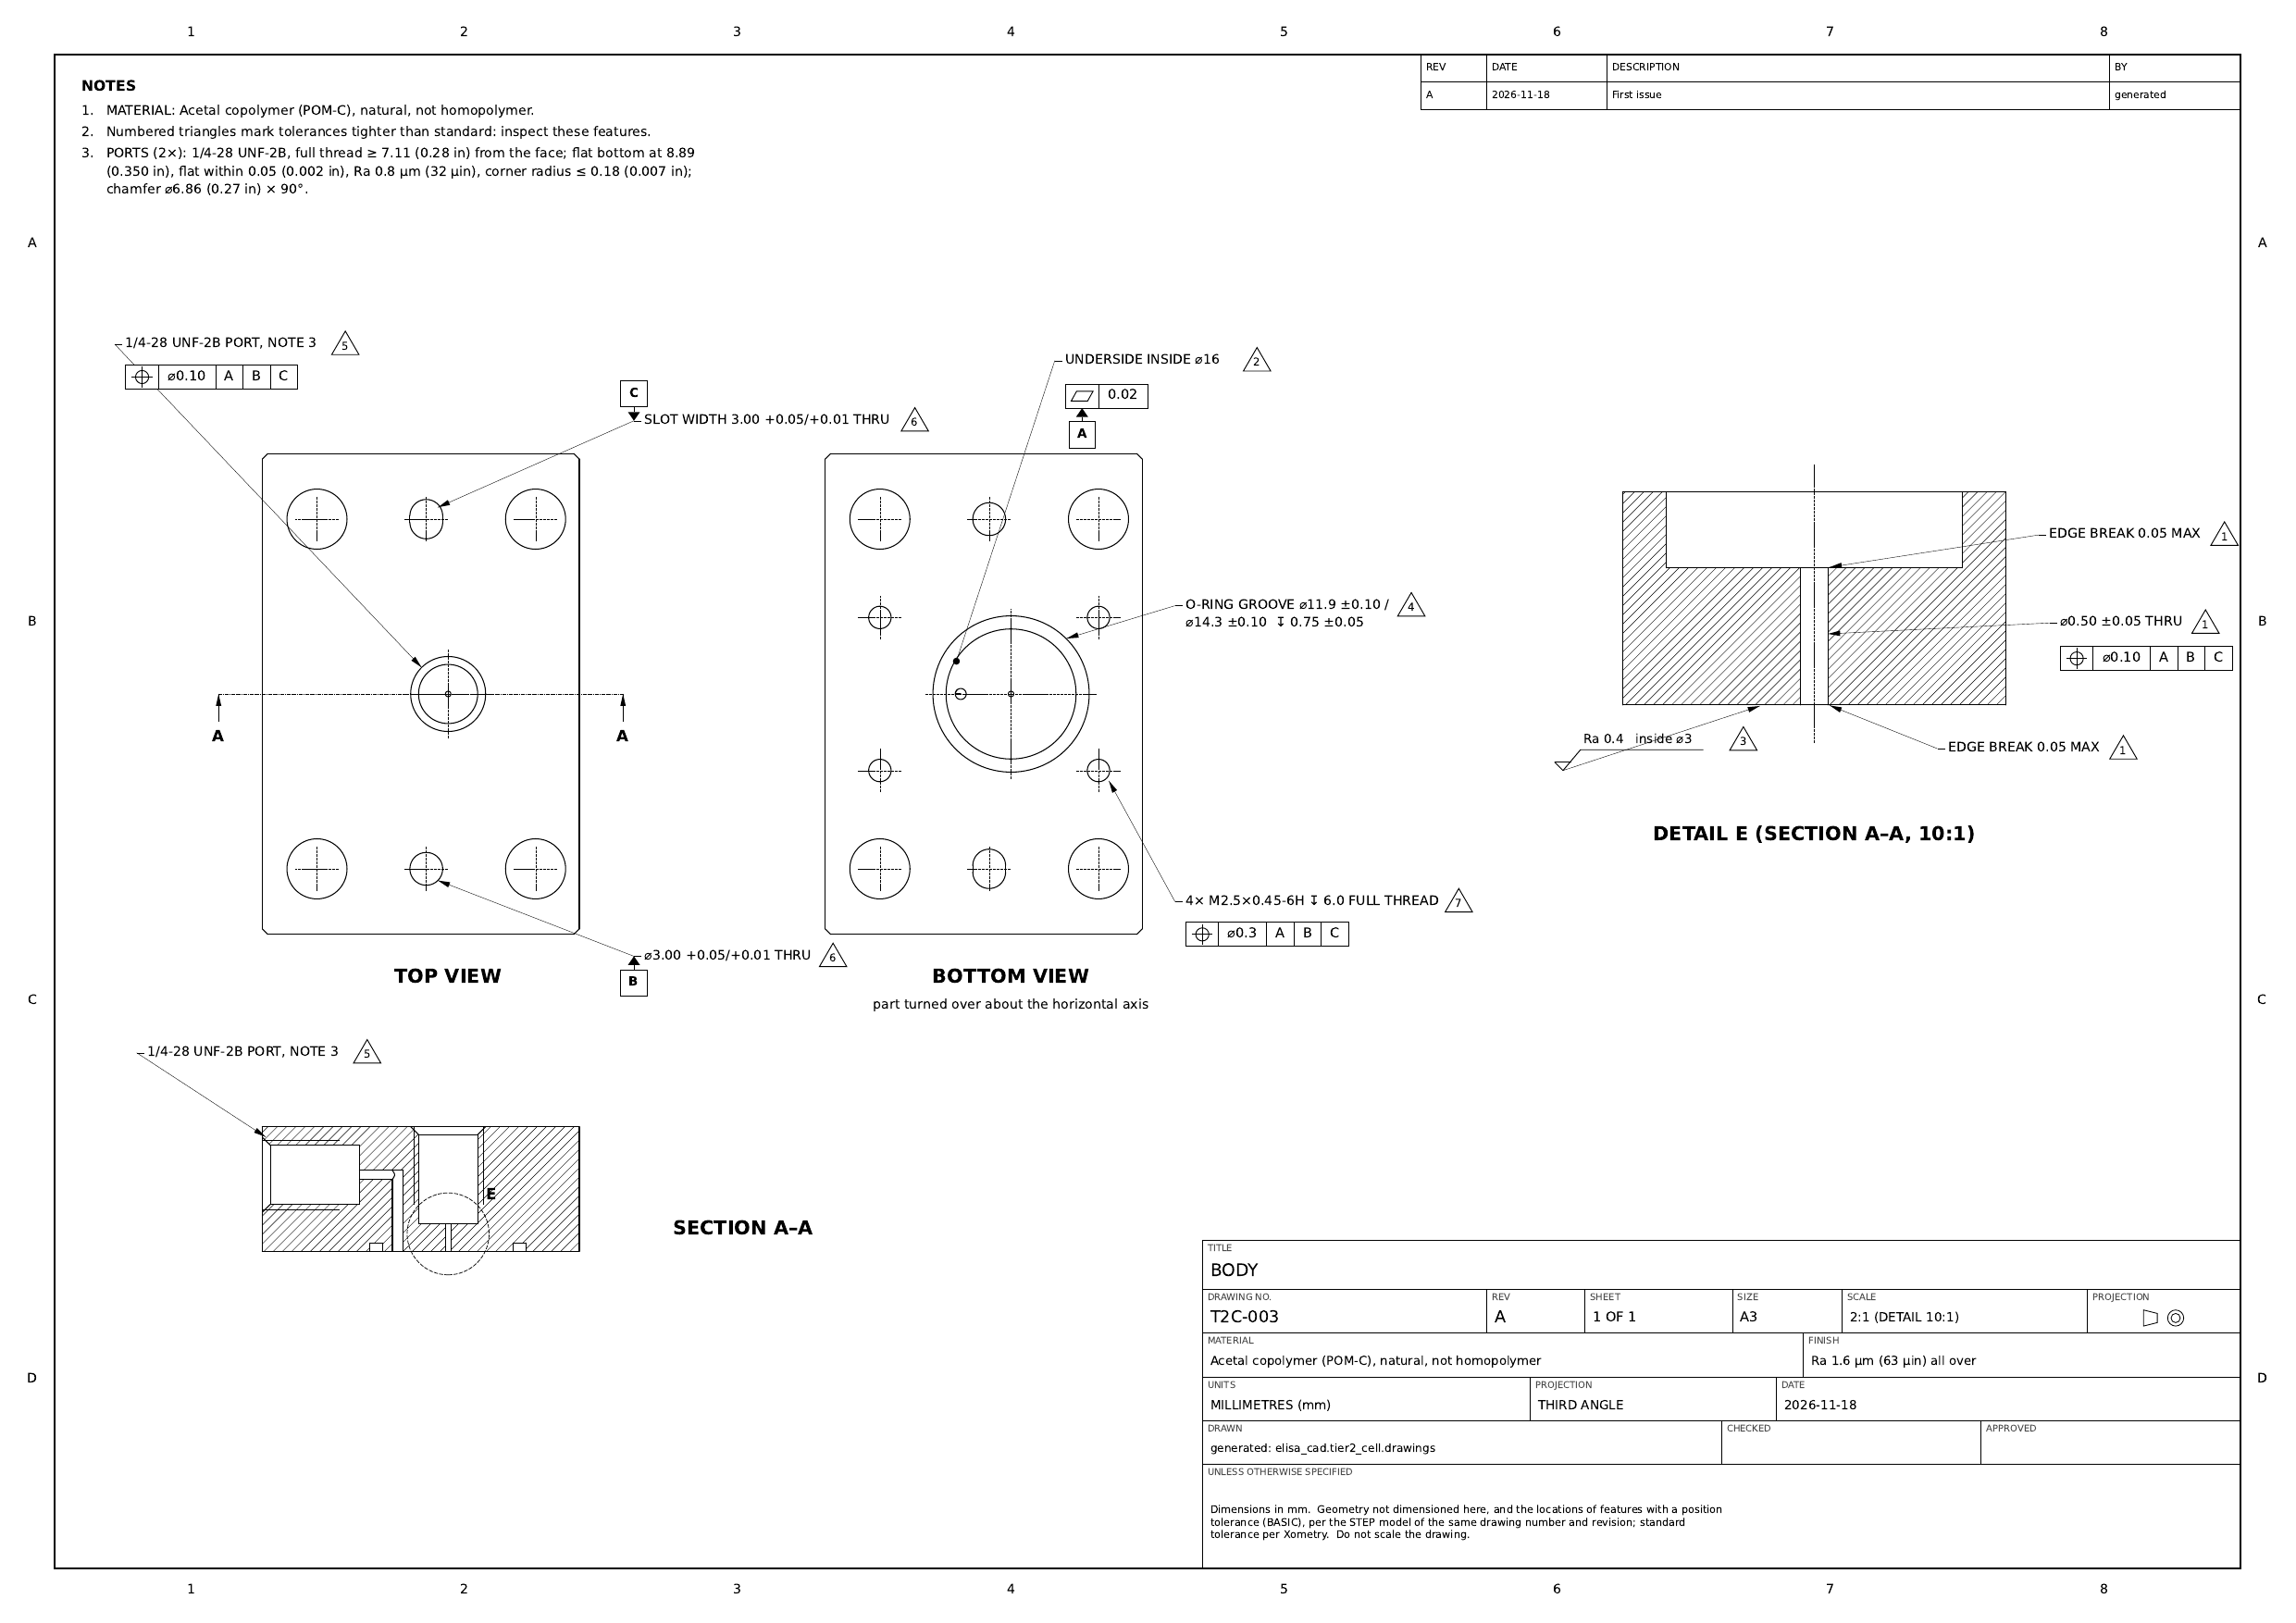 1 2 3 4 5 6 7 8
NOTES
1. MATERIAL: Acetal copolymer (POM-C), natural, not homopolymer.
2. Numbered triangles mark tolerances tighter than standard: inspect these features.
3. PORTS (2×): 1/4-28 UNF-2B, full thread ≥ 7.11 (0.28 in) from the face; flat bottom at 8.89
(0.350 in), flat within 0.05 (0.002 in), Ra 0.8 µm (32 µin), corner radius ≤ 0.18 (0.007 in);
chamfer ⌀6.86 (0.27 in) × 90°.
REV DATE DESCRIPTION BY
A 2026-11-18 First issue generated
A A
1/4-28 UNF-2B PORT, NOTE 3 5
⌀0.10 A B C
C
SLOT WIDTH 3.00 +0.05/+0.01 THRU 6
UNDERSIDE INSIDE ⌀16 2
0.02
A
EDGE BREAK 0.05 MAX 1
O-RING GROOVE ⌀11.9 ±0.10 / 4
⌀14.3 ±0.10 ↧ 0.75 ±0.05
B B
⌀0.50 ±0.05 THRU 1
⌀0.10 A B C
A A
Ra 0.4 inside ⌀3 3
EDGE BREAK 0.05 MAX 1
DETAIL E (SECTION A–A, 10:1)
4× M2.5×0.45-6H ↧ 6.0 FULL THREAD 7
⌀0.3 A B C
⌀3.00 +0.05/+0.01 THRU 6
B
TOP VIEW
BOTTOM VIEW
part turned over about the horizontal axis
C C
1/4-28 UNF-2B PORT, NOTE 3 5
E
SECTION A–A
TITLE
BODY
DRAWING NO. REV SHEET SIZE SCALE PROJECTION
T2C-003 A 1 OF 1 A3 2:1 (DETAIL 10:1)
MATERIAL FINISH
Acetal copolymer (POM-C), natural, not homopolymer Ra 1.6 µm (63 µin) all over
D D
UNITS PROJECTION DATE
MILLIMETRES (mm) THIRD ANGLE 2026-11-18
DRAWN CHECKED APPROVED
generated: elisa_cad.tier2_cell.drawings
UNLESS OTHERWISE SPECIFIED
Dimensions in mm. Geometry not dimensioned here, and the locations of features with a position
tolerance (BASIC), per the STEP model of the same drawing number and revision; standard
tolerance per Xometry. Do not scale the drawing.
1 2 3 4 5 6 7 8